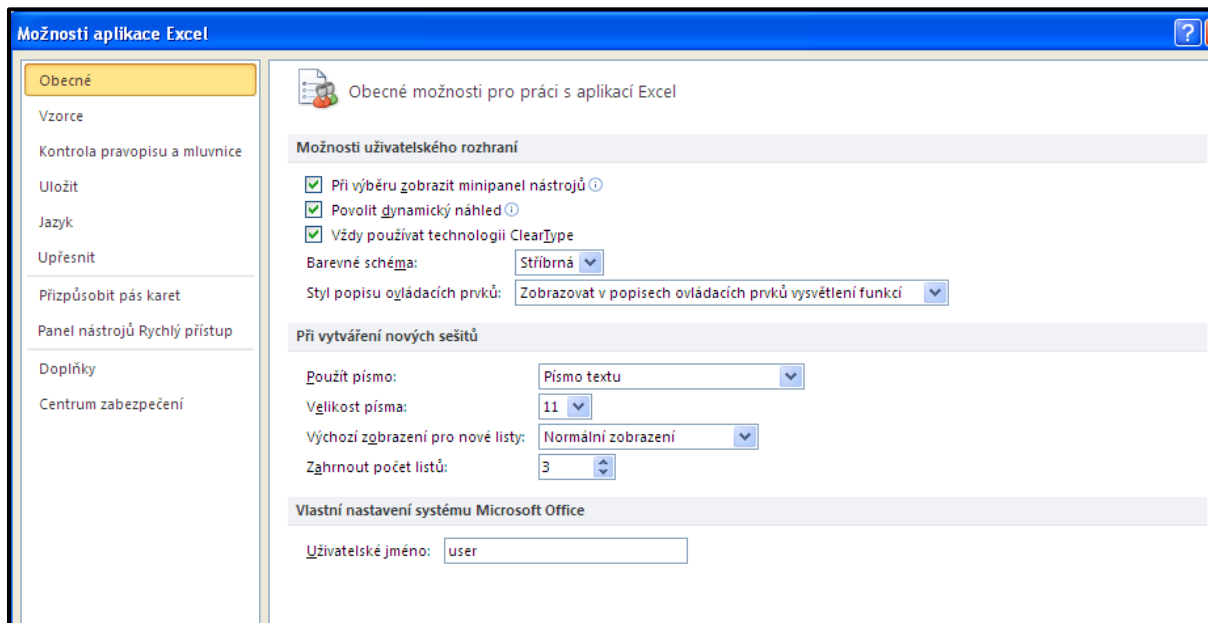 Možnosti aplikace Excel
?
Obecné
Vzorce
Kontrola pravopisu a mluvnice
Uložit
Jazyk
Upřesnit
Přizpůsobit pás karet
Panel nástrojů Rychlý přístup
Doplňky
Centrum zabezpečení
Obecné možnosti pro práci s aplikací Excel
Možnosti uživatelského rozhraní
Při výběru zobrazit minipanel nástrojů
Povolit dynamický náhled
Vždy používat technologii ClearType
Barevné schéma: Stříbrná
Styl popisu ovládacích prvků: Zobrazovat v popisech ovládacích prvků vysvětlení funkcí
Při vytváření nových sešitů
Použít písmo: Písmo textu
Velikost písma: 11
Výchozí zobrazení pro nové listy: Normální zobrazení
Zahrnout počet listů: 3
Vlastní nastavení systému Microsoft Office
Uživatelské jméno: user